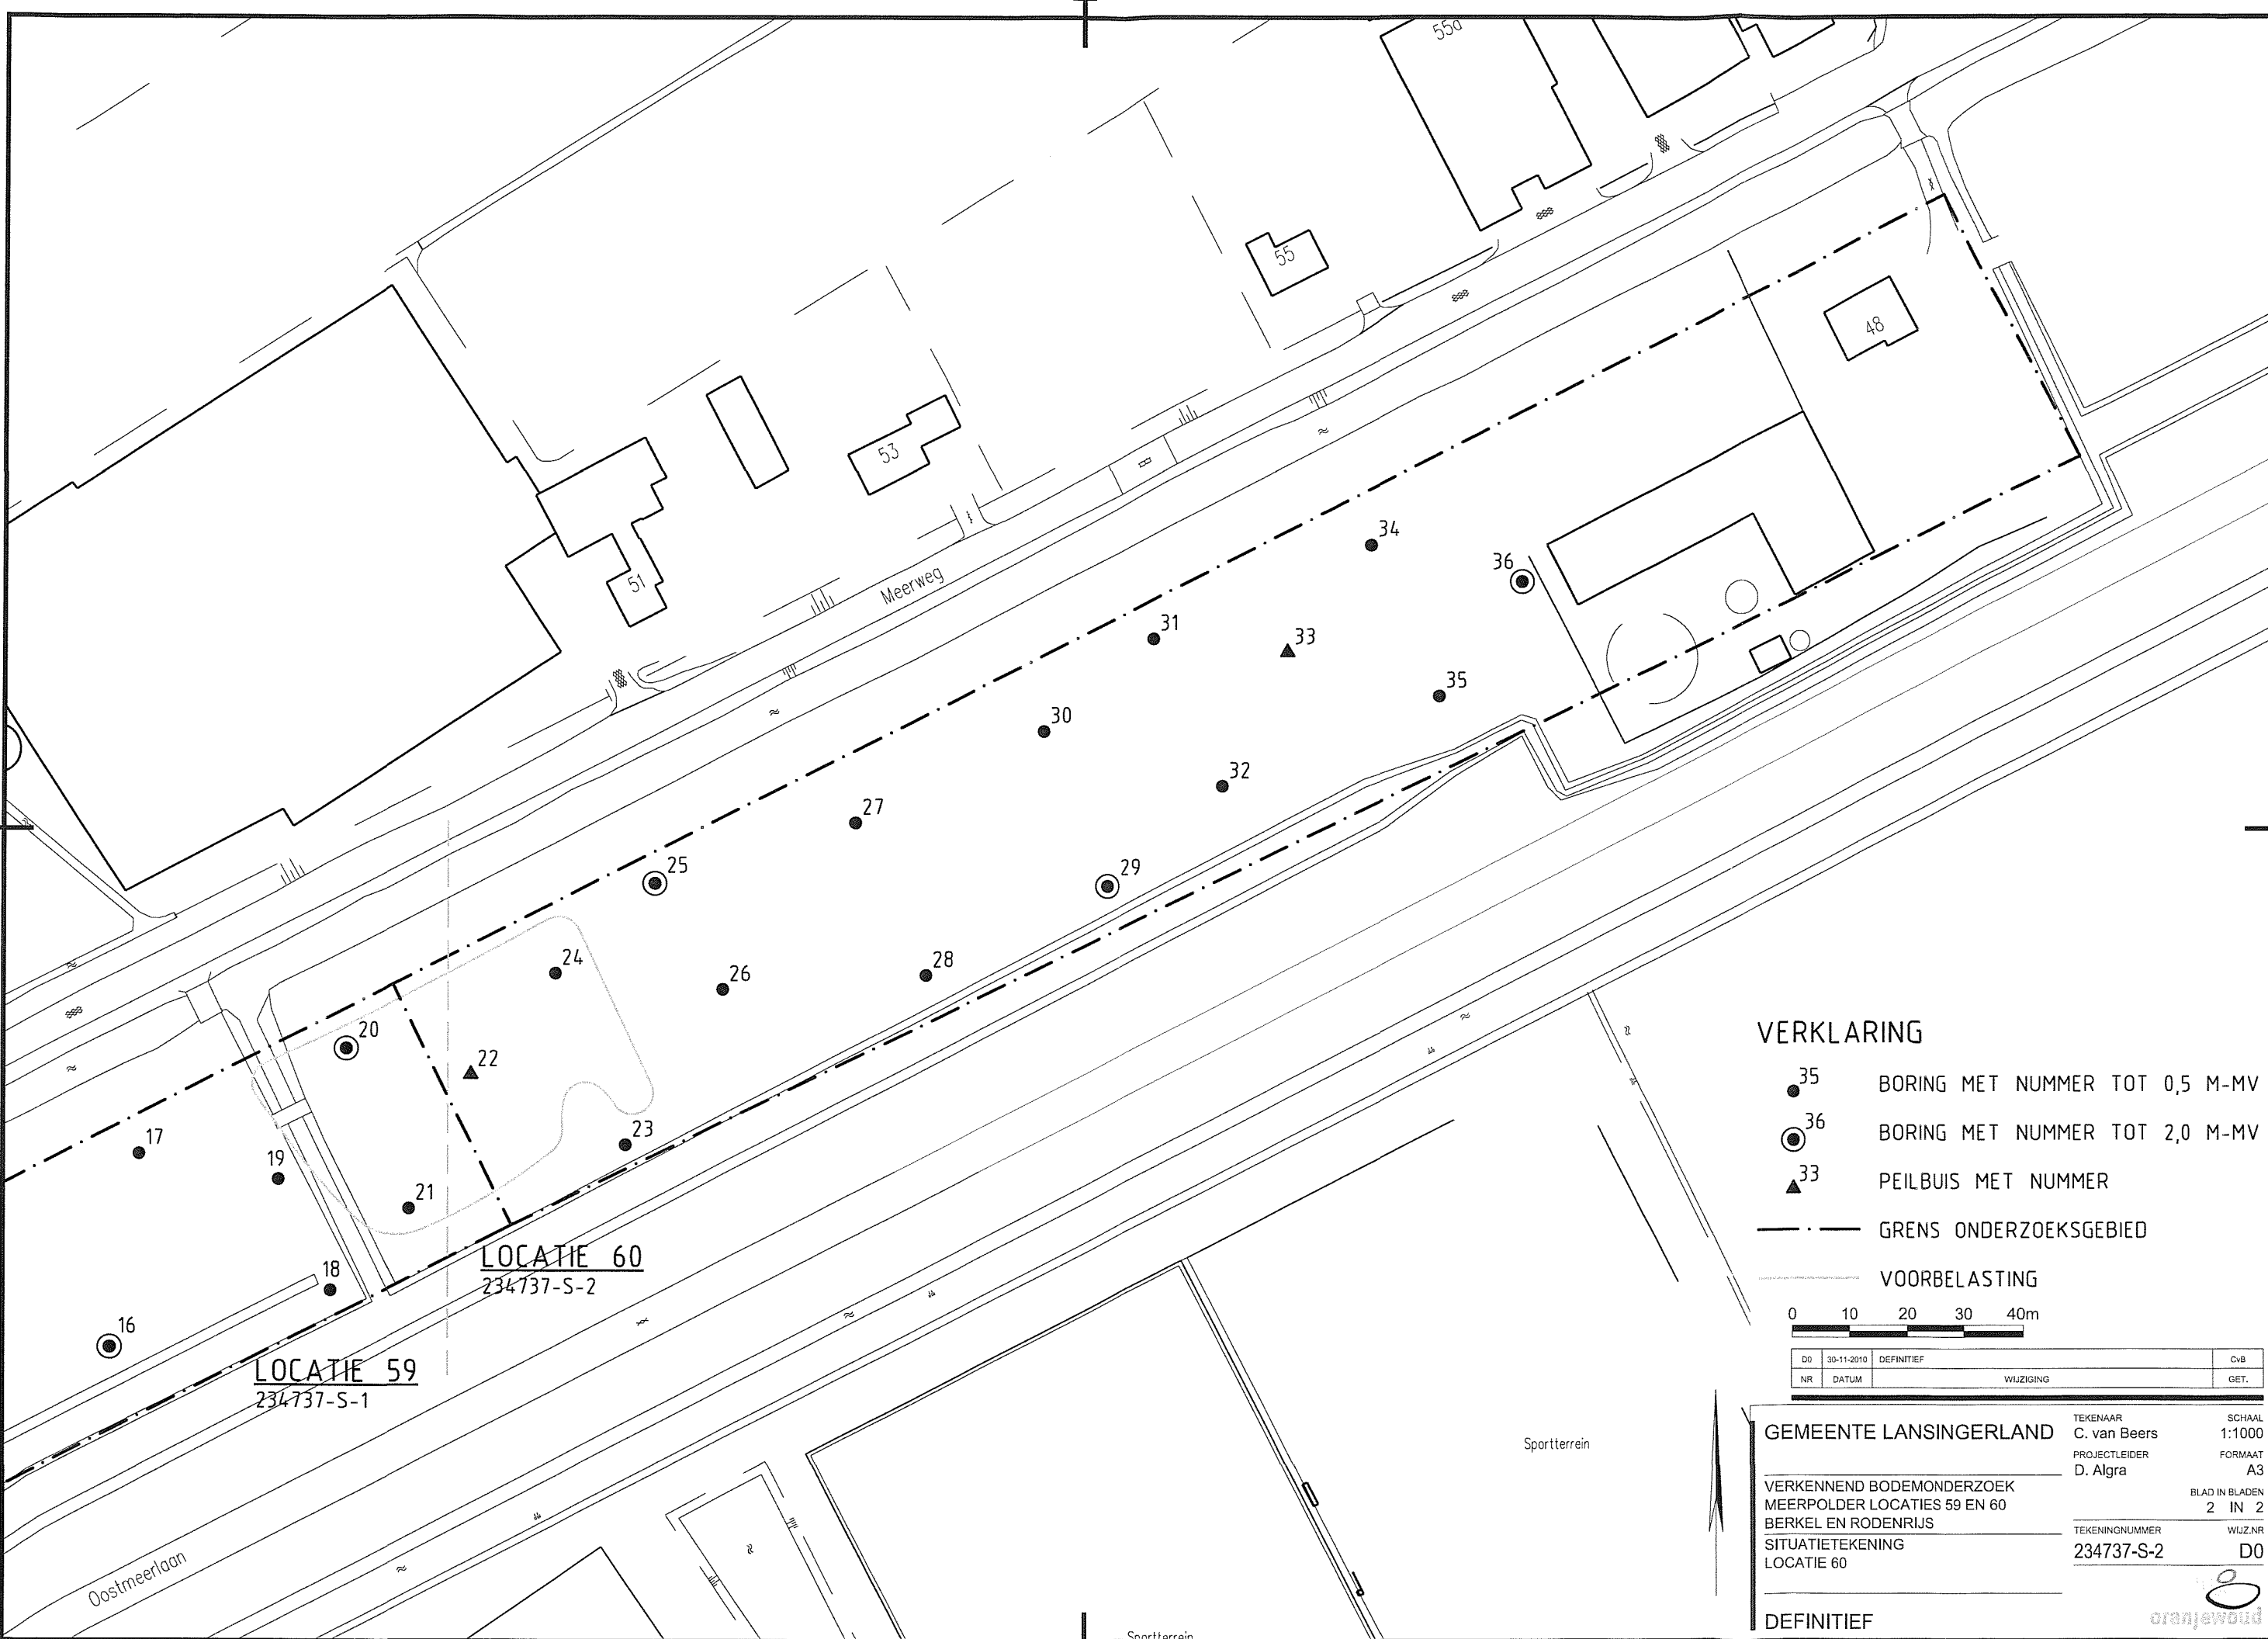 55a
55
48
53
51
Meerweg
34
36
31
33
35
30
32
27
25
29
24
26
28
20
22
17
19
23
21
18
16
LOCATIE 60
234737-S-2
LOCATIE 59
234737-S-1
Oostmeerlaan
Sportterrein
Sportterrein
VERKLARING
35 BORING MET NUMMER TOT 0,5 M-MV
36 BORING MET NUMMER TOT 2,0 M-MV
33 PEILBUIS MET NUMMER
GRENS ONDERZOEKSGEBIED
VOORBELASTING
0 10 20 30 40m
D0 30-11-2010 DEFINITIEF CvB
NR DATUM WIJZIGING GET.
GEMEENTE LANSINGERLAND
VERKENNEND BODEMONDERZOEK
MEERPOLDER LOCATIES 59 EN 60
BERKEL EN RODENRIJS
SITUATIETEKENING
LOCATIE 60
DEFINITIEF
TEKENAAR SCHAAL
C. van Beers 1:1000
PROJECTLEIDER FORMAAT
D. Algra A3
BLAD IN BLADEN
2 IN 2
TEKENINGNUMMER WIJZ.NR
234737-S-2 D0
oranjewoud